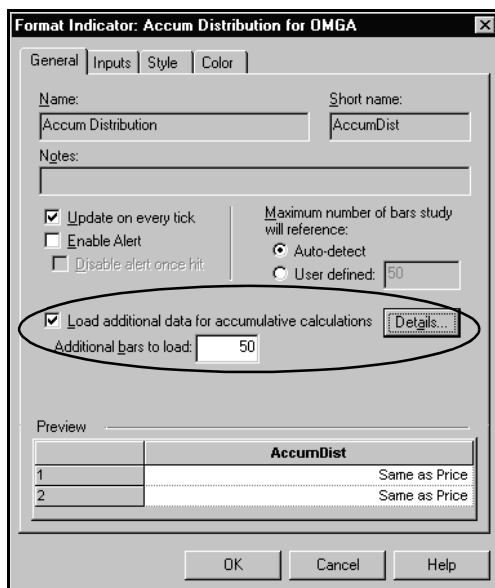 Format Indicator: Accum Distribution for OMGA
General Inputs Style Color
Name: Short name:
Accum Distribution AccumDist
Notes:
Update on every tick
Enable Alert
Disable alert once hit
Maximum number of bars study
will reference:
Auto-detect
User defined: 50
Load additional data for accumulative calculations Details...
Additional bars to load: 50
Preview
AccumDist
1 Same as Price
2 Same as Price
OK Cancel Help